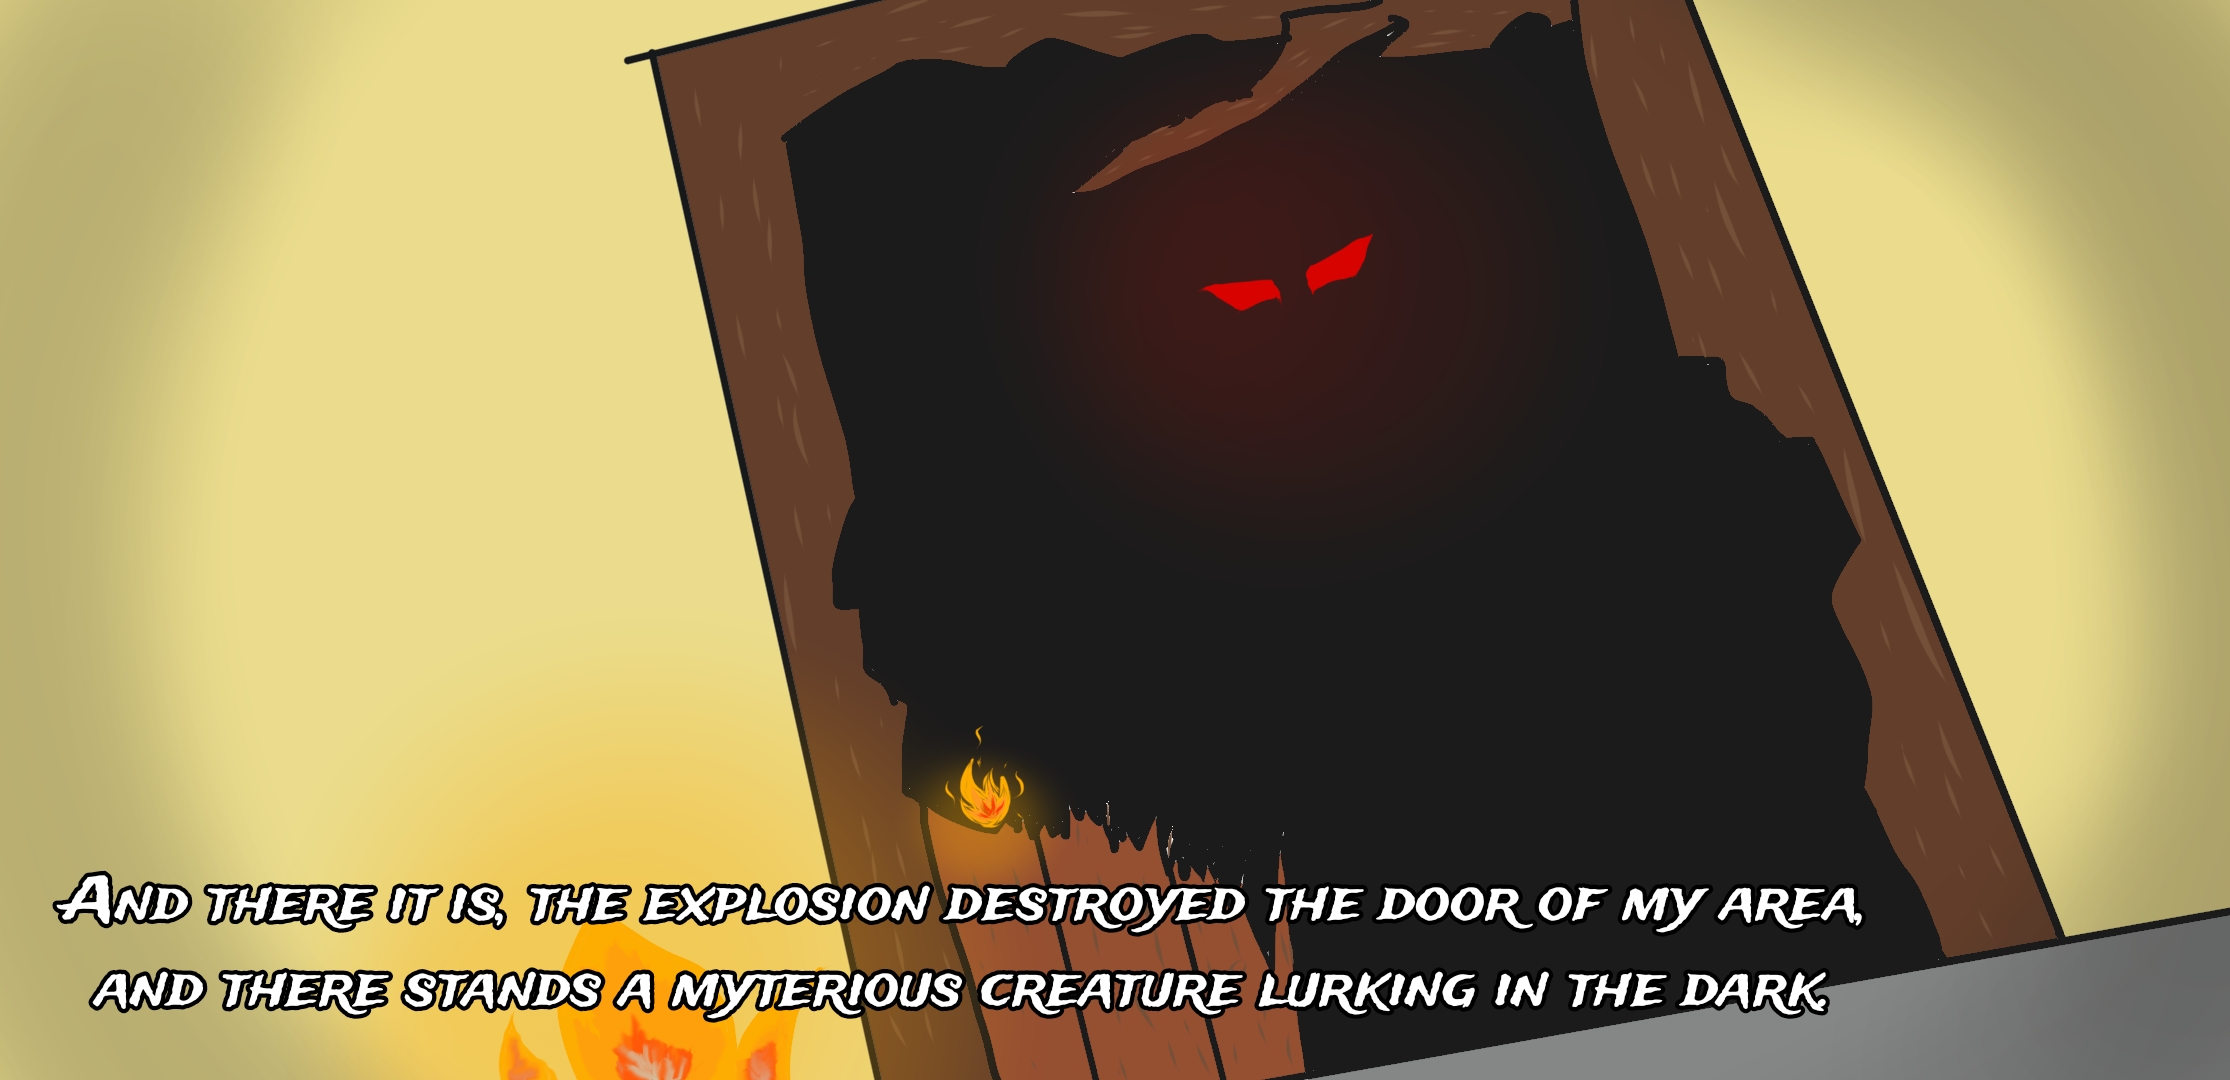 And there it is, the explosion destroyed the door of my area,
and there stands a myterious creature lurking in the dark.